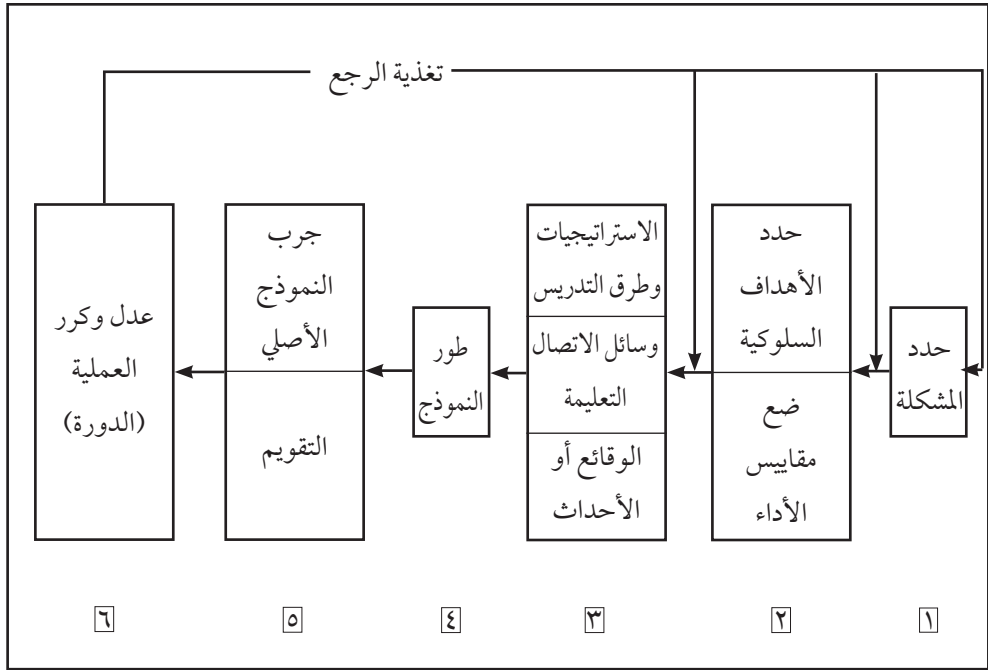 تغذية الرجع
حدد
المشكلة
حدد
الأهداف
السلوكية
ضع
مقاييس
الأداء
الاستراتيجيات
وطرق التدريس
وسائل الاتصال
التعليمة
الوقائع أو
الأحداث
طور
النموذج
جرب
النموذج
الأصلي
التقويم
عدل وكرر
العملية
(الدورة)
١
٢
٣
٤
٥
٦